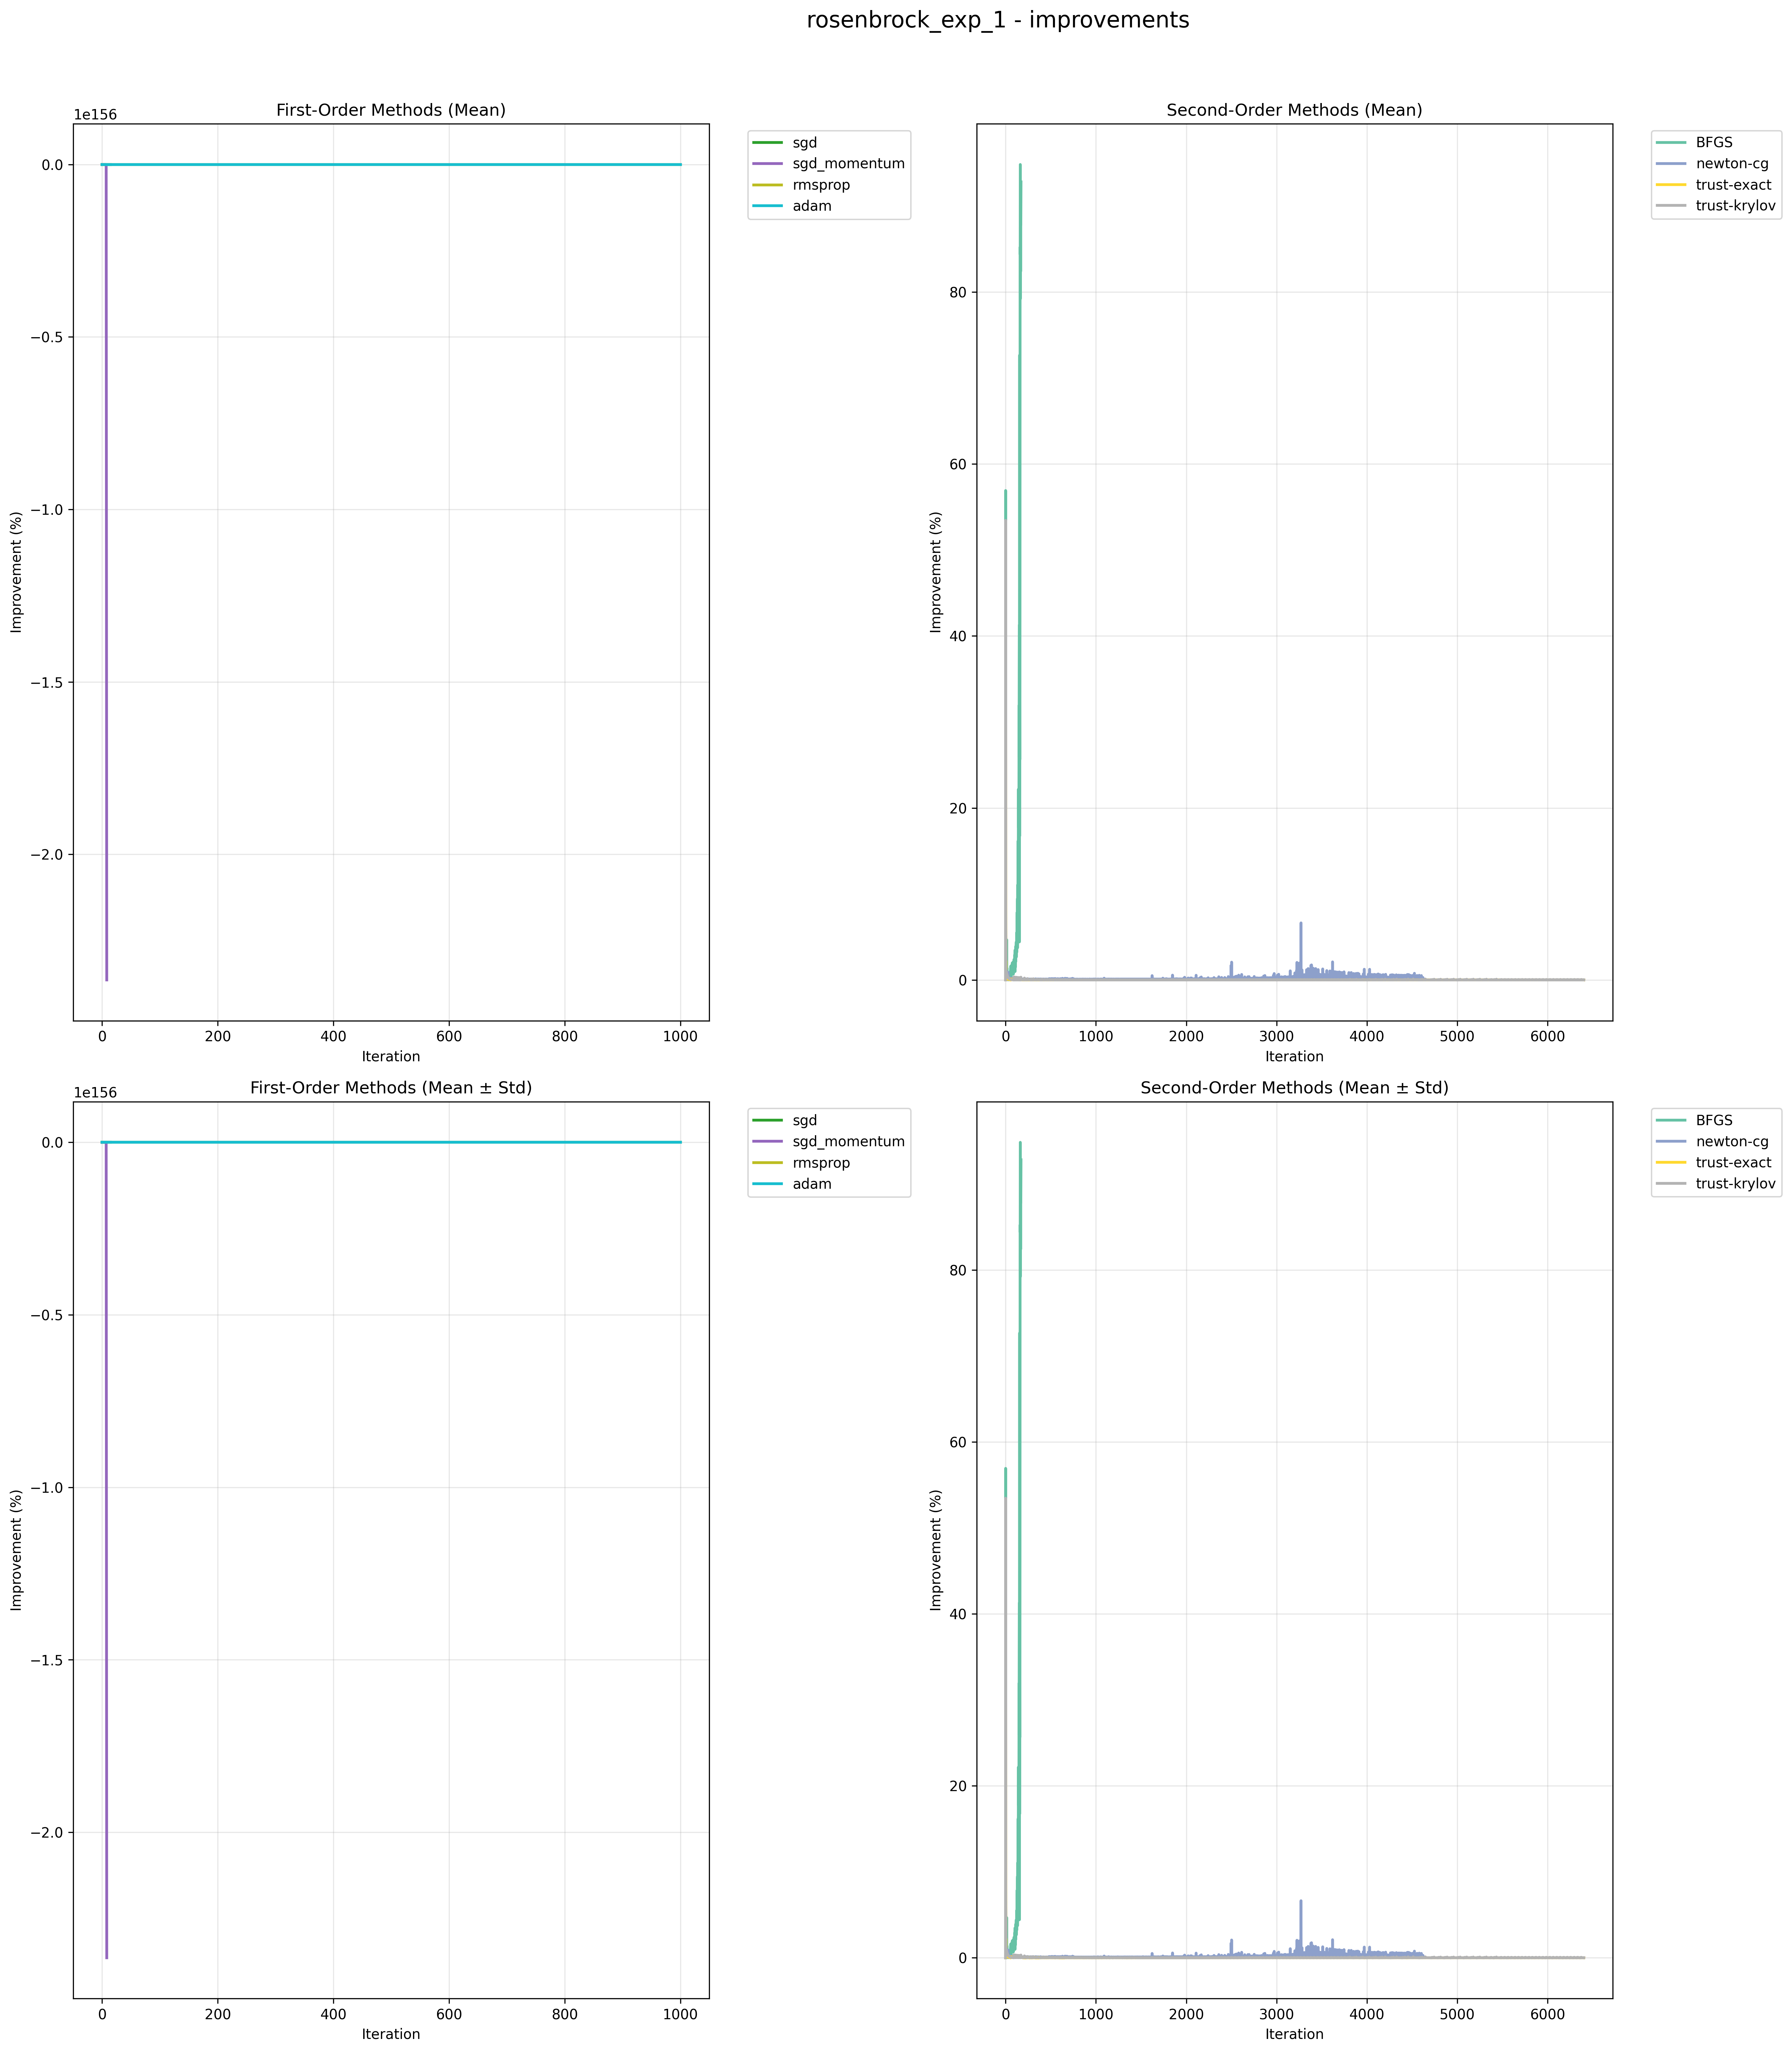 rosenbrock_exp_1 - improvements
First-Order Methods (Mean)
1e156
0.0
−0.5
−1.0
−1.5
−2.0
Improvement (%)
0 200 400 600 800 1000
Iteration
sgd
sgd_momentum
rmsprop
adam
Second-Order Methods (Mean)
80
60
40
20
0
Improvement (%)
0 1000 2000 3000 4000 5000 6000
Iteration
BFGS
newton-cg
trust-exact
trust-krylov
First-Order Methods (Mean ± Std)
1e156
0.0
−0.5
−1.0
−1.5
−2.0
Improvement (%)
0 200 400 600 800 1000
Iteration
sgd
sgd_momentum
rmsprop
adam
Second-Order Methods (Mean ± Std)
80
60
40
20
0
Improvement (%)
0 1000 2000 3000 4000 5000 6000
Iteration
BFGS
newton-cg
trust-exact
trust-krylov